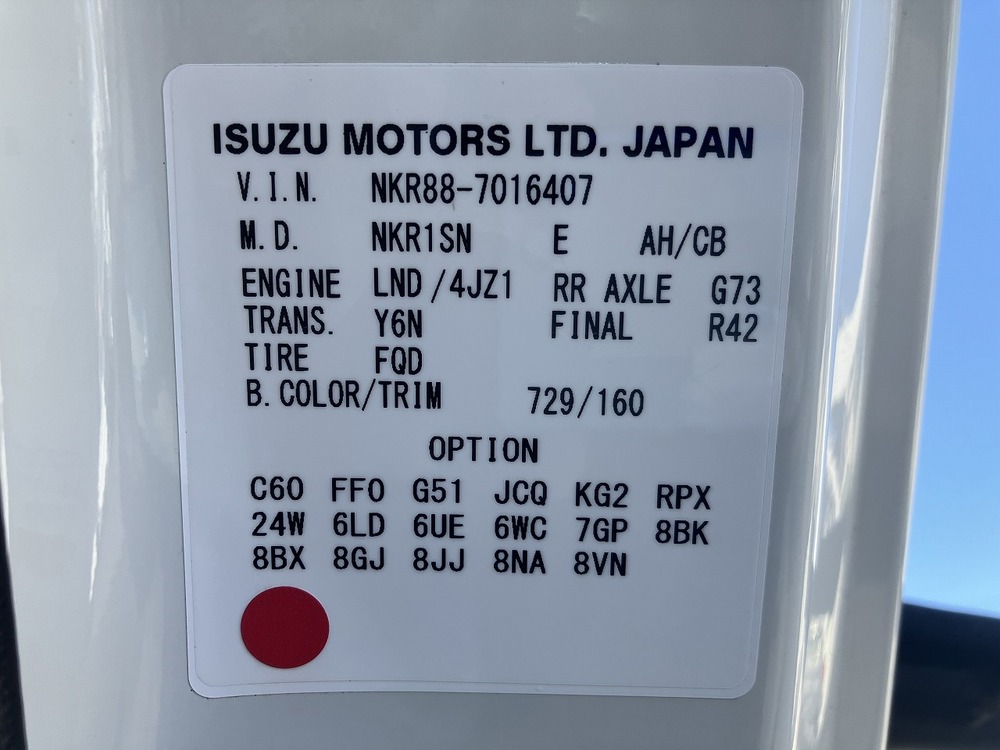 ISUZU MOTORS LTD. JAPAN
V.I.N. NKR88-7016407
M.D. NKR1SN E AH/CB
ENGINE LND/4JZ1 RR AXLE G73
TRANS. Y6N FINAL R42
TIRE FQD
B.COLOR/TRIM 729/160
OPTION
C60 FF0 G51 JCQ KG2 RPX
24W 6LD 6UE 6WC 7GP 8BK
8BX 8GJ 8JJ 8NA 8VN